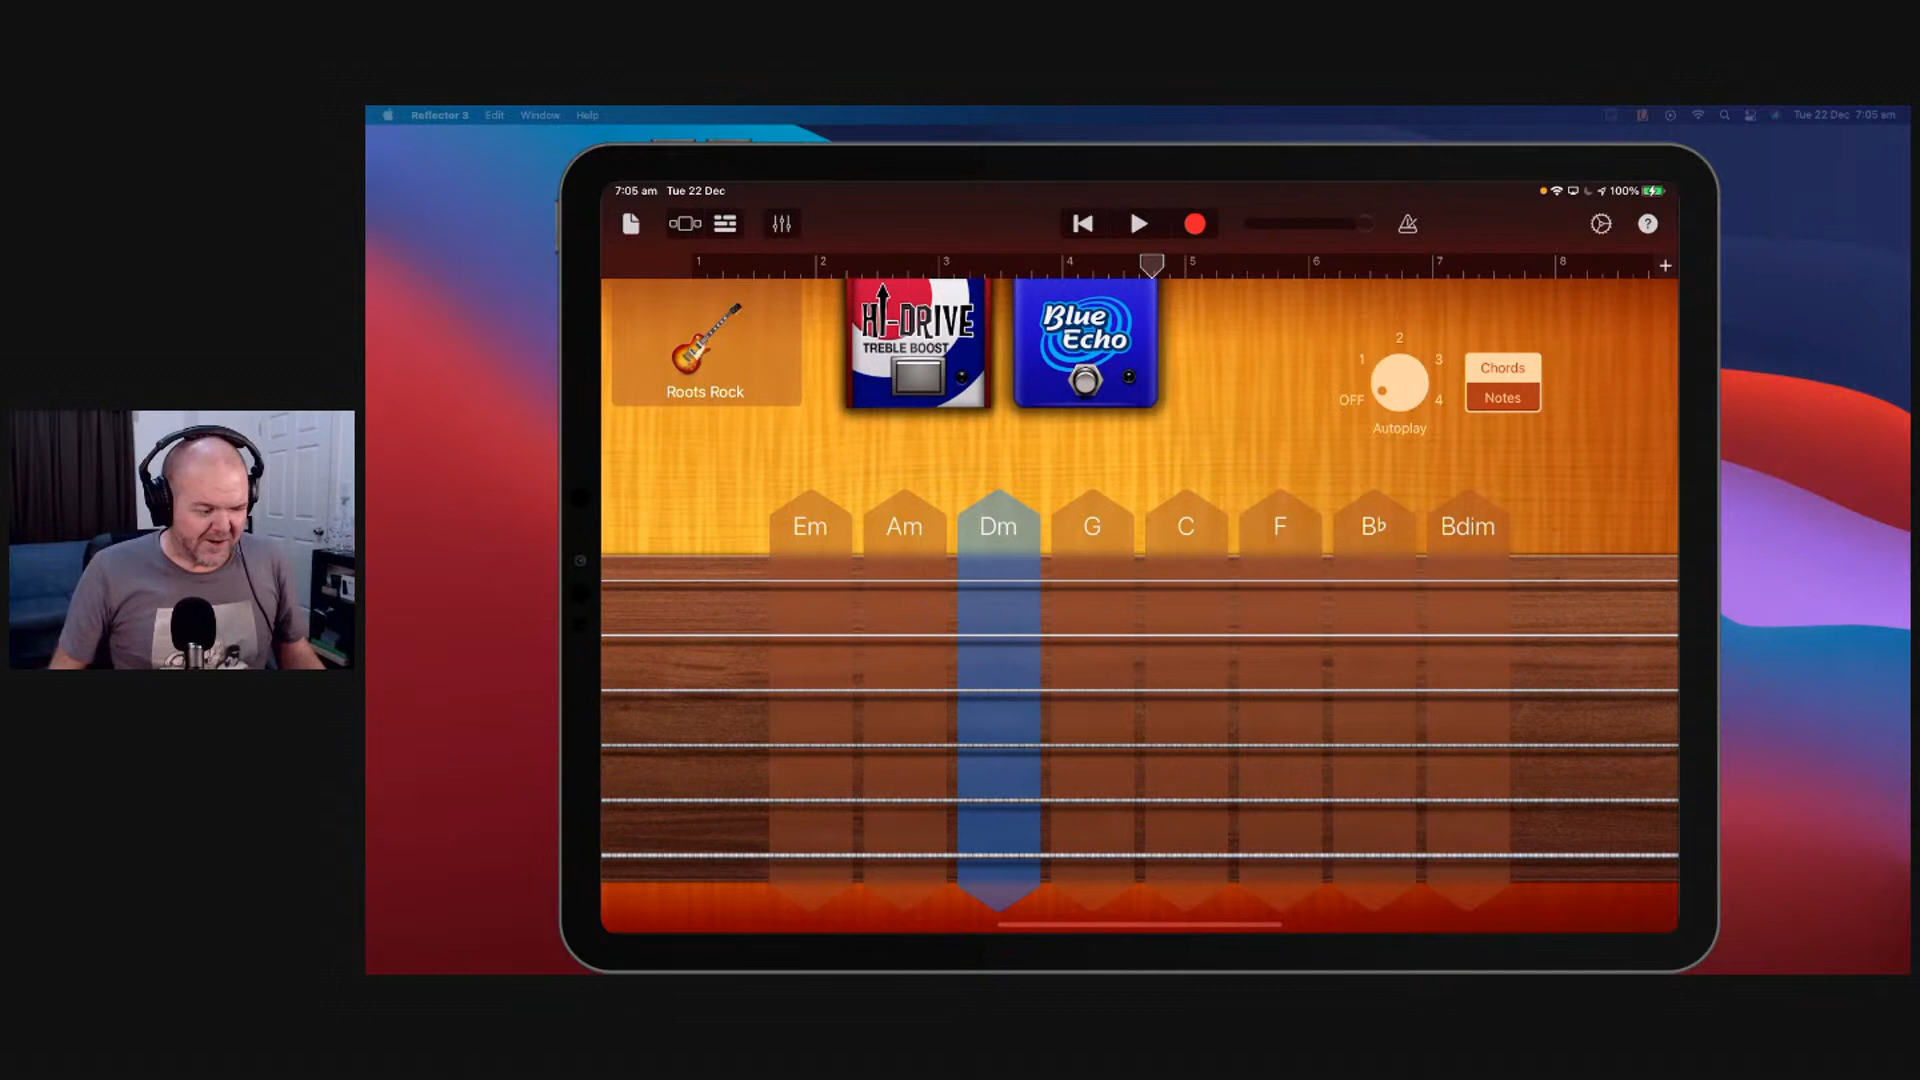 Reflector 3 Edit Window Help
Tue 22 Dec 7:05 am
7:05 am Tue 22 Dec
100%
?
1 2 3 4 5 6 7 8 +
HI-DRIVE
TREBLE BOOST
Blue
Echo
Roots Rock
OFF 1 2 3 4
Autoplay
Chords
Notes
Em Am Dm G C F B♭ Bdim